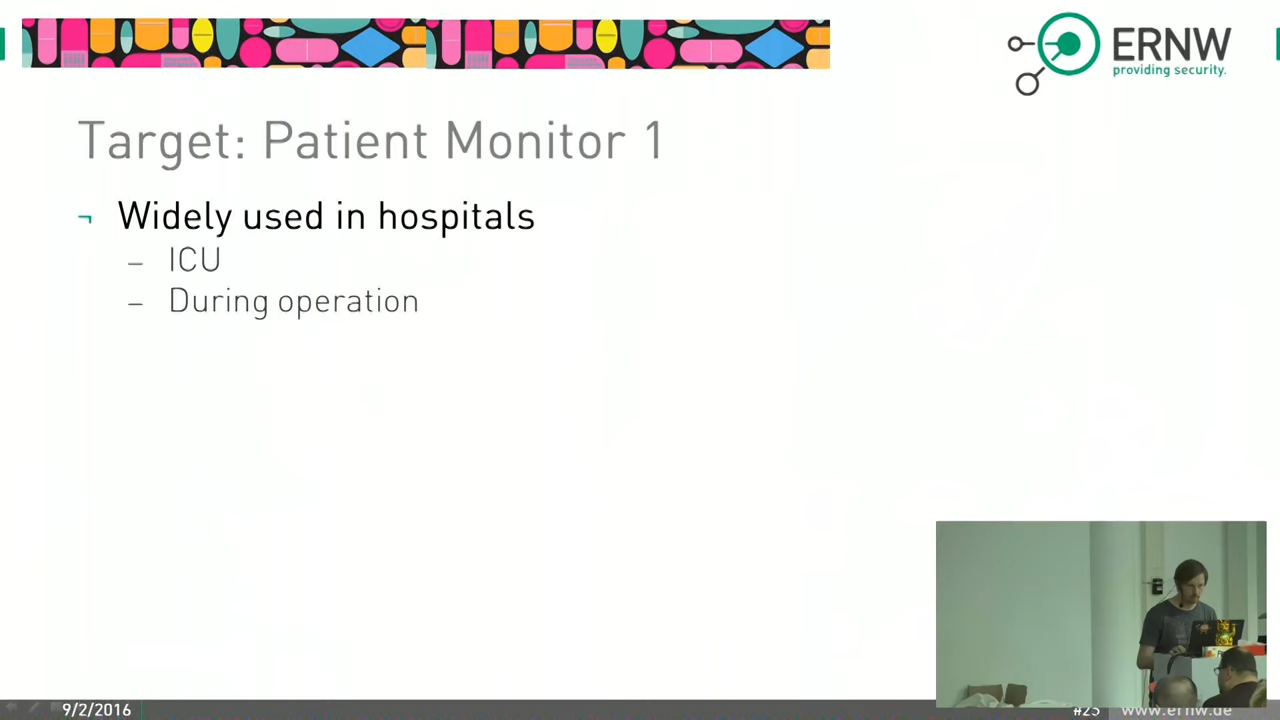 ERNW
providing security.
Target: Patient Monitor 1
¬ Widely used in hospitals
– ICU
– During operation
9/2/2016
www.ernw.de